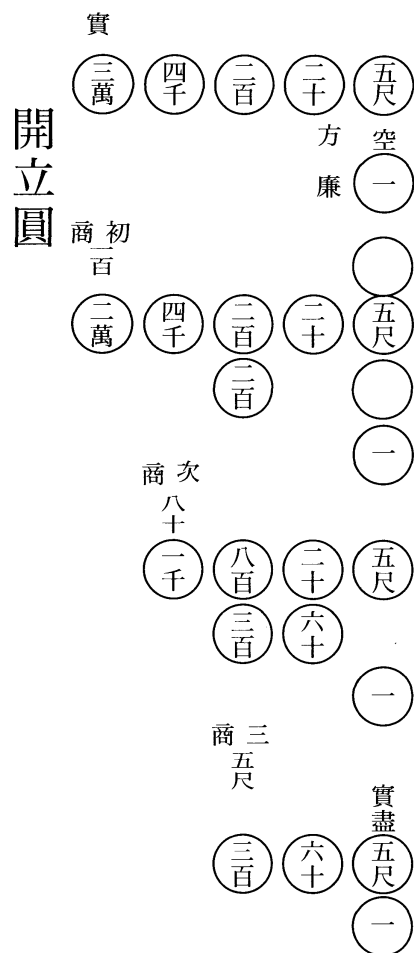 開立圓
實
三萬 四千 二百 二十 五尺
方 空
廉 一
初商
一百
二萬 四千 二百 二十 五尺
二百
一
次商
八十
一千 八百 二十 五尺
三百 六十
一
三商
五尺
實盡
三百 六十 五尺
一